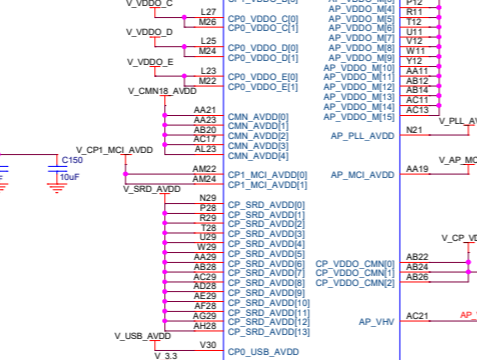 V_VDDO_C
L27 CP0_VDDO_C[0]
M26 CP0_VDDO_C[1]
V_VDDO_D
L25 CP0_VDDO_D[0]
M24 CP0_VDDO_D[1]
V_VDDO_E
L23 CP0_VDDO_E[0]
M22 CP0_VDDO_E[1]
V_CMN18_AVDD
AA21 CMN_AVDD[0]
AA23 CMN_AVDD[1]
AB20 CMN_AVDD[2]
AC17 CMN_AVDD[3]
AL23 CMN_AVDD[4]
V_CP1_MCI_AVDD
C150
10uF
AM22 CP1_MCI_AVDD[0]
AM24 CP1_MCI_AVDD[1]
V_SRD_AVDD
N29 CP_SRD_AVDD[0]
P28 CP_SRD_AVDD[1]
R29 CP_SRD_AVDD[2]
T28 CP_SRD_AVDD[3]
U29 CP_SRD_AVDD[4]
W29 CP_SRD_AVDD[5]
AA29 CP_SRD_AVDD[6]
AB28 CP_SRD_AVDD[7]
AC29 CP_SRD_AVDD[8]
AD28 CP_SRD_AVDD[9]
AE29 CP_SRD_AVDD[10]
AF28 CP_SRD_AVDD[11]
AG29 CP_SRD_AVDD[12]
AH28 CP_SRD_AVDD[13]
V_USB_AVDD
V30 CP0_USB_AVDD
V_3.3
AP_VDDO_M[4] P12
AP_VDDO_M[5] R11
AP_VDDO_M[6] T12
AP_VDDO_M[7] U11
AP_VDDO_M[8] V12
AP_VDDO_M[9] W11
AP_VDDO_M[10] Y12
AP_VDDO_M[11] AA11
AP_VDDO_M[12] AB12
AP_VDDO_M[13] AB14
AP_VDDO_M[14] AC11
AP_VDDO_M[15] AC13
V_PLL_A
AP_PLL_AVDD N21
V_AP_MC
AP_MCI_AVDD AA19
V_CP_V
CP_VDDO_CMN[0] AB22
CP_VDDO_CMN[1] AB24
CP_VDDO_CMN[2] AB26
AP_VHV AC21 AP_